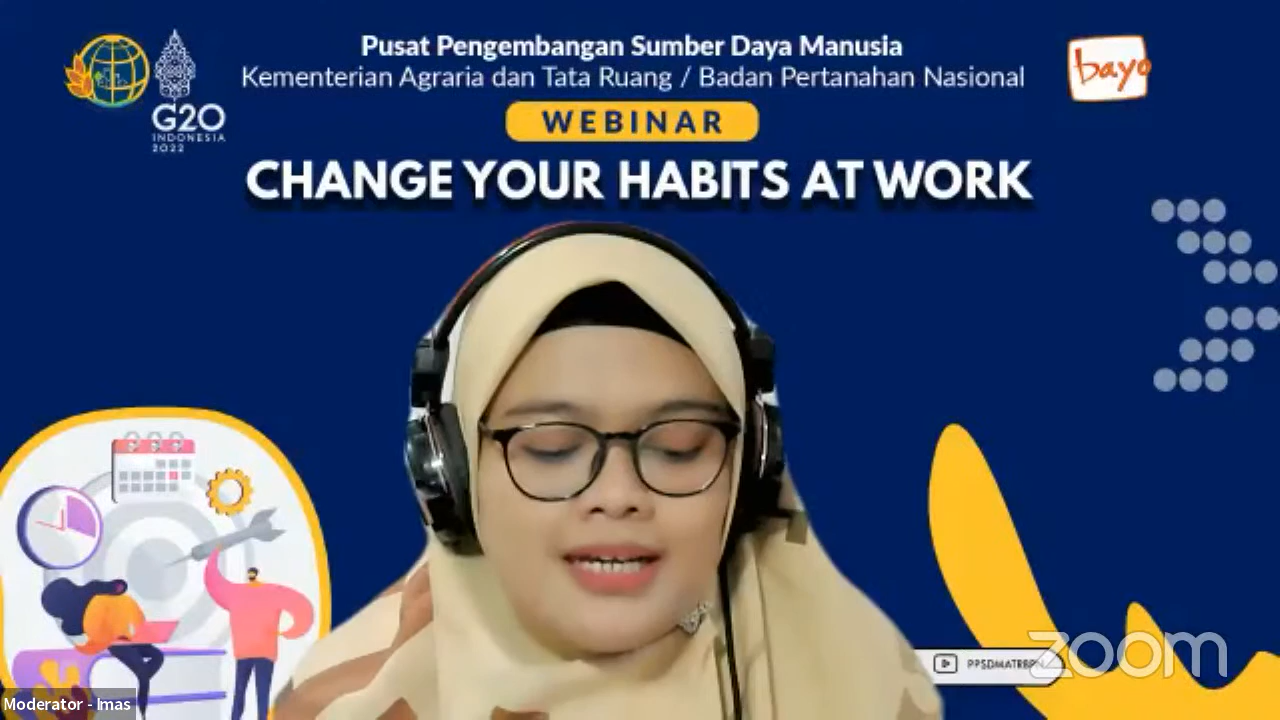 Pusat Pengembangan Sumber Daya Manusia
Kementerian Agraria dan Tata Ruang / Badan Pertanahan Nasional
bayo
G20
INDONESIA
2022
WEBINAR
CHANGE YOUR HABITS AT WORK
PPSDMATRBPN
zoom
Moderator - Imas